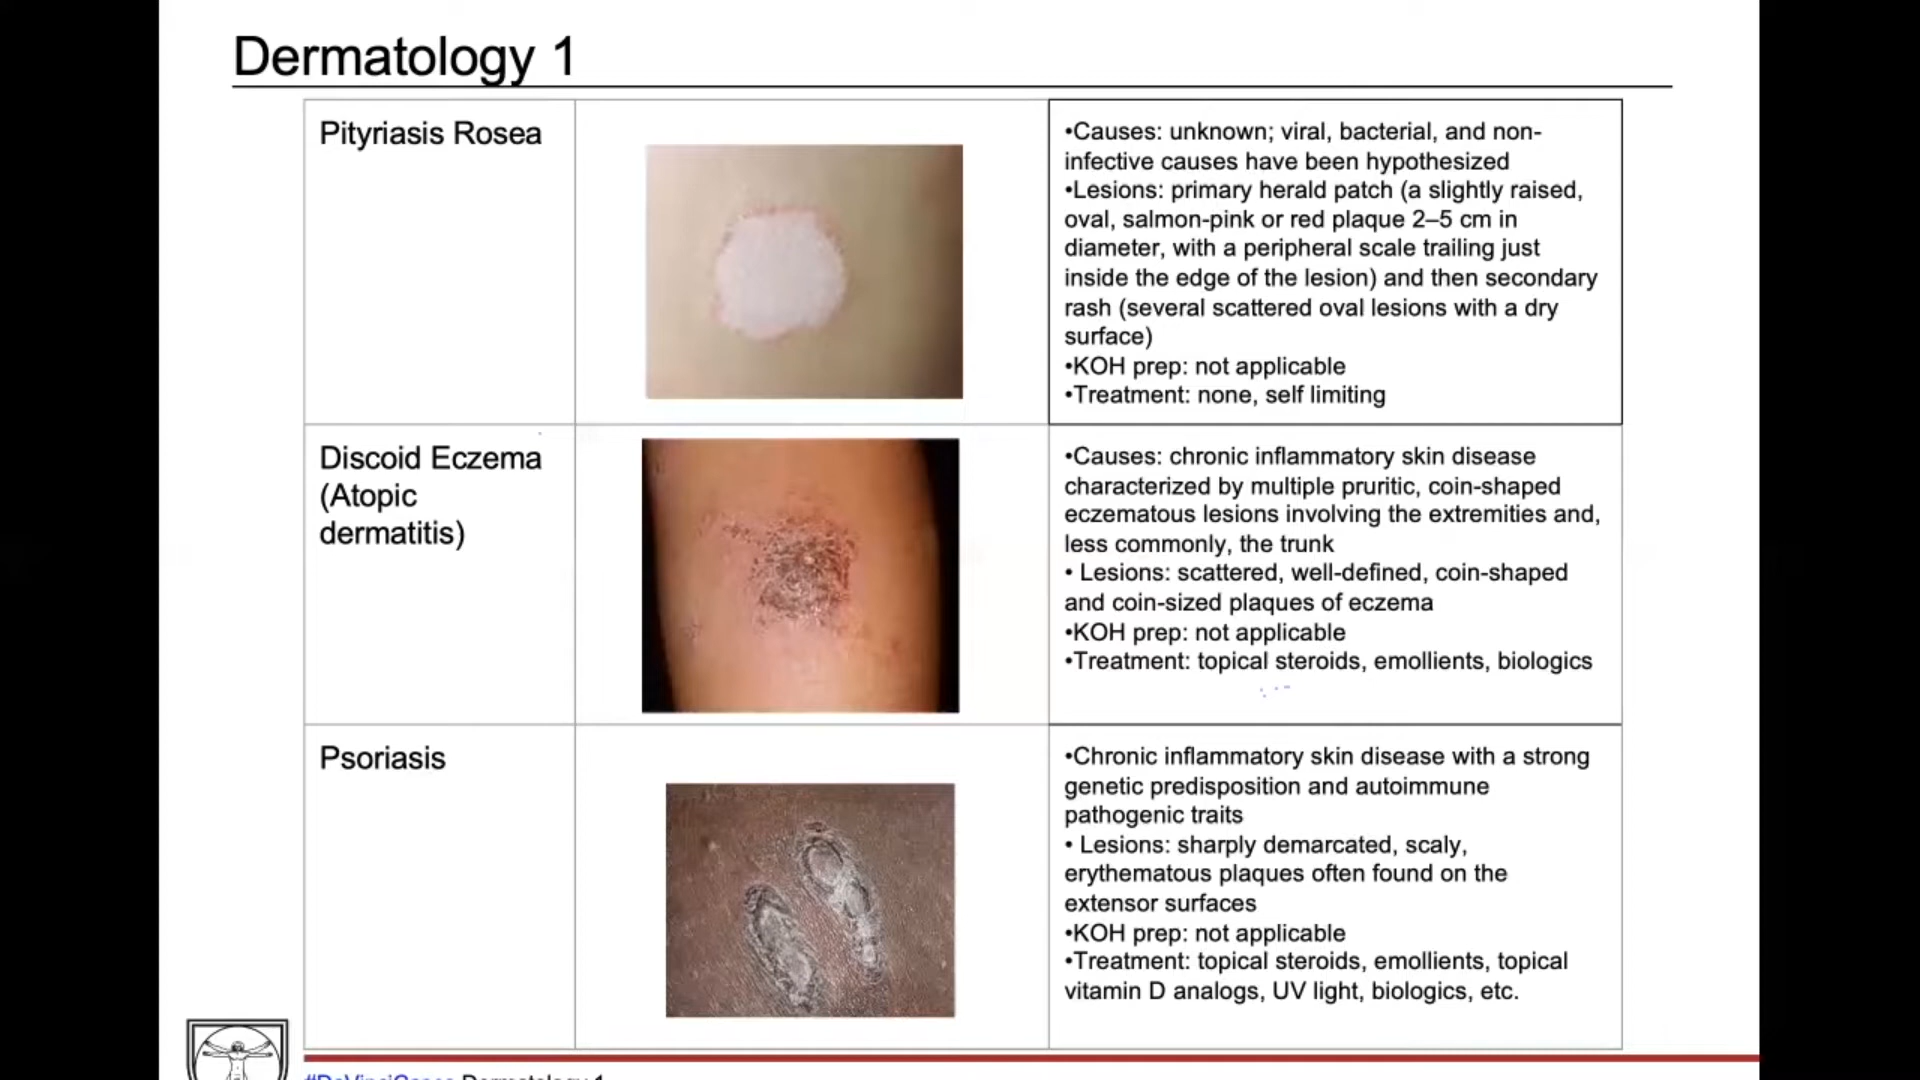 Dermatology 1
Pityriasis Rosea
•Causes: unknown; viral, bacterial, and non-
infective causes have been hypothesized
•Lesions: primary herald patch (a slightly raised,
oval, salmon-pink or red plaque 2–5 cm in
diameter, with a peripheral scale trailing just
inside the edge of the lesion) and then secondary
rash (several scattered oval lesions with a dry
surface)
•KOH prep: not applicable
•Treatment: none, self limiting
Discoid Eczema
(Atopic
dermatitis)
•Causes: chronic inflammatory skin disease
characterized by multiple pruritic, coin-shaped
eczematous lesions involving the extremities and,
less commonly, the trunk
• Lesions: scattered, well-defined, coin-shaped
and coin-sized plaques of eczema
•KOH prep: not applicable
•Treatment: topical steroids, emollients, biologics
Psoriasis
•Chronic inflammatory skin disease with a strong
genetic predisposition and autoimmune
pathogenic traits
• Lesions: sharply demarcated, scaly,
erythematous plaques often found on the
extensor surfaces
•KOH prep: not applicable
•Treatment: topical steroids, emollients, topical
vitamin D analogs, UV light, biologics, etc.
#DaVinciCases Dermatology 1